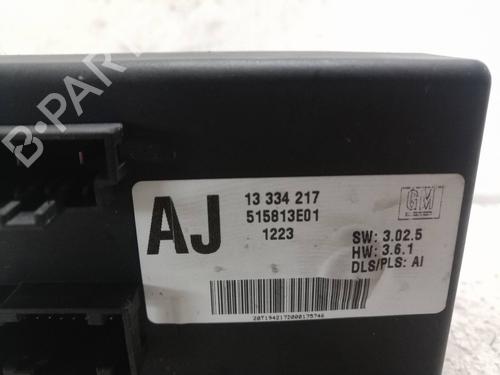 B-PARTS
AJ
13 334 217
515813E01
1223
GM
SW: 3.02.5
HW: 3.6.1
DLS/PLS: AI